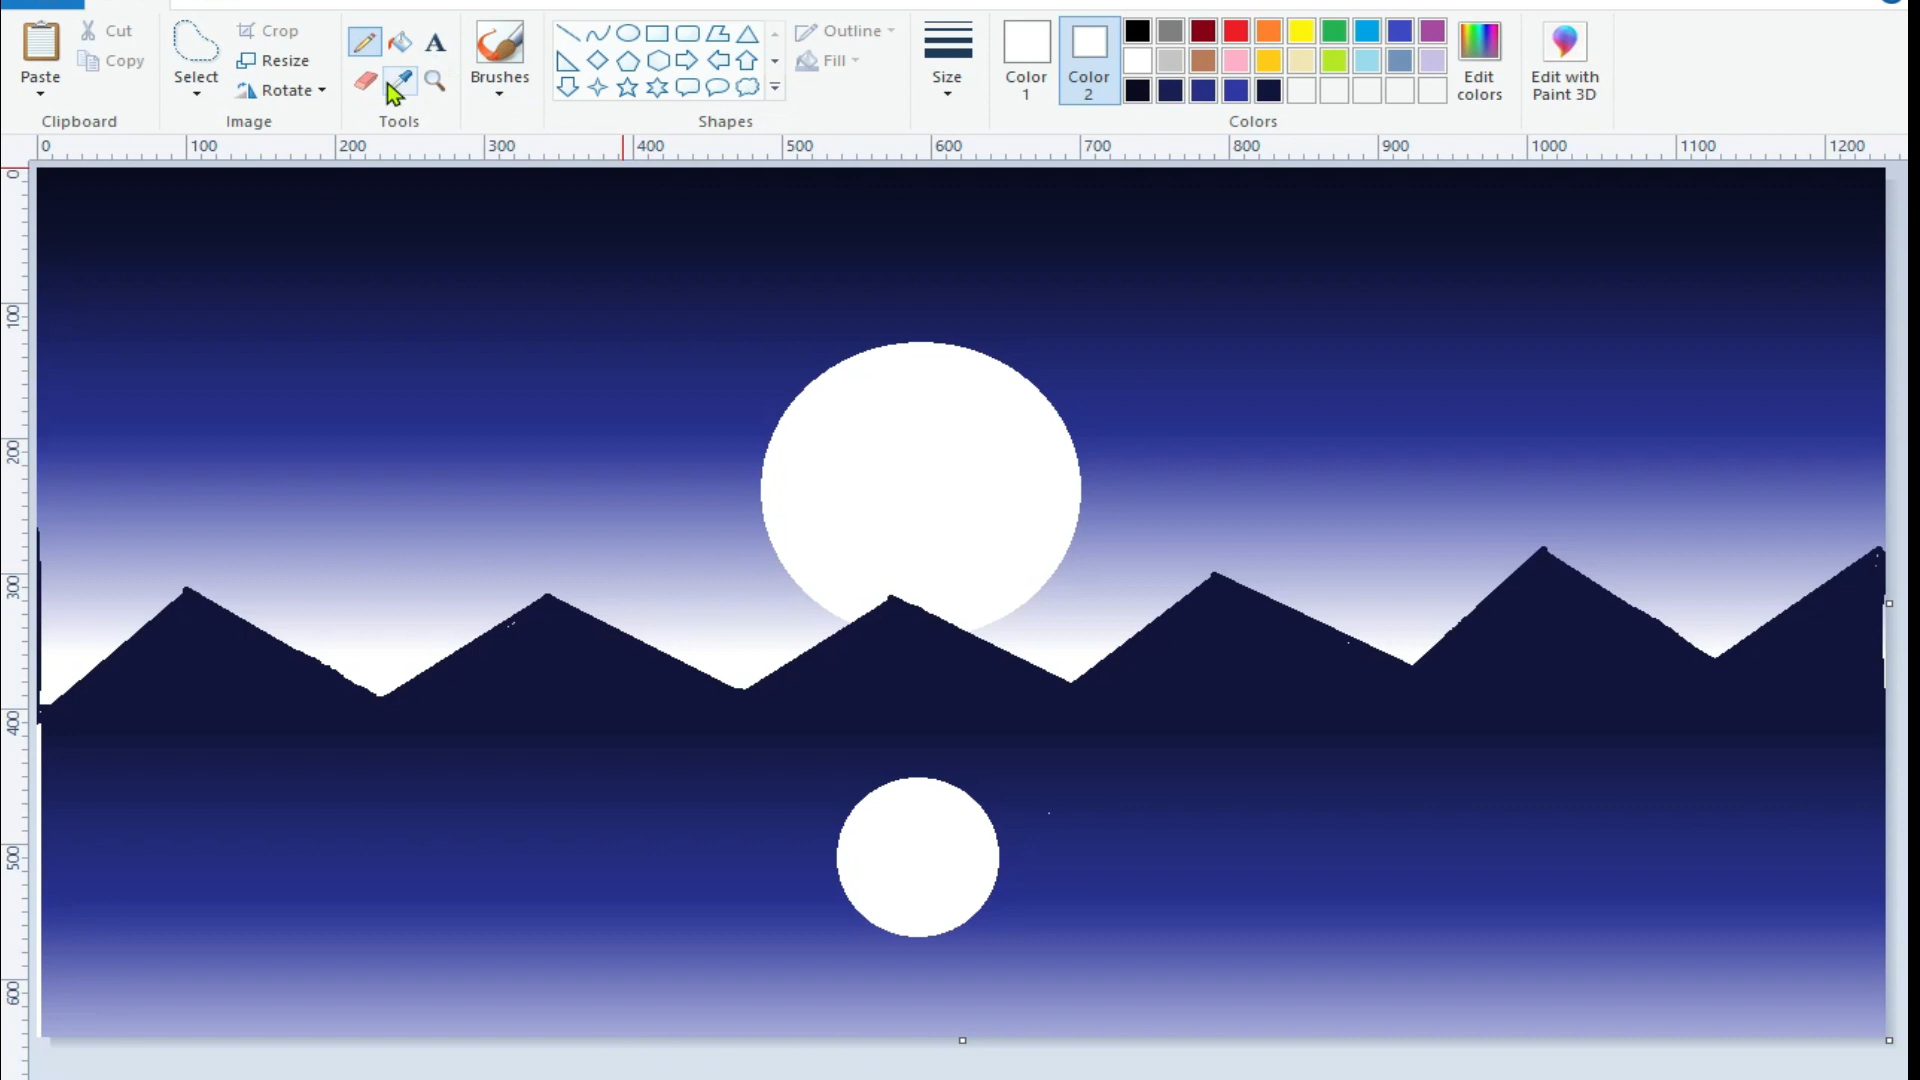 Cut
Crop
Outline
Copy
Resize
Fill
Paste
Select
Rotate
Brushes
Size
Color
1
Color
2
Edit
colors
Edit with
Paint 3D
Clipboard
Image
Tools
Shapes
Colors
0 100 200 300 400 500 600 700 800 900 1000 1100 1200
0
100
200
300
400
500
600